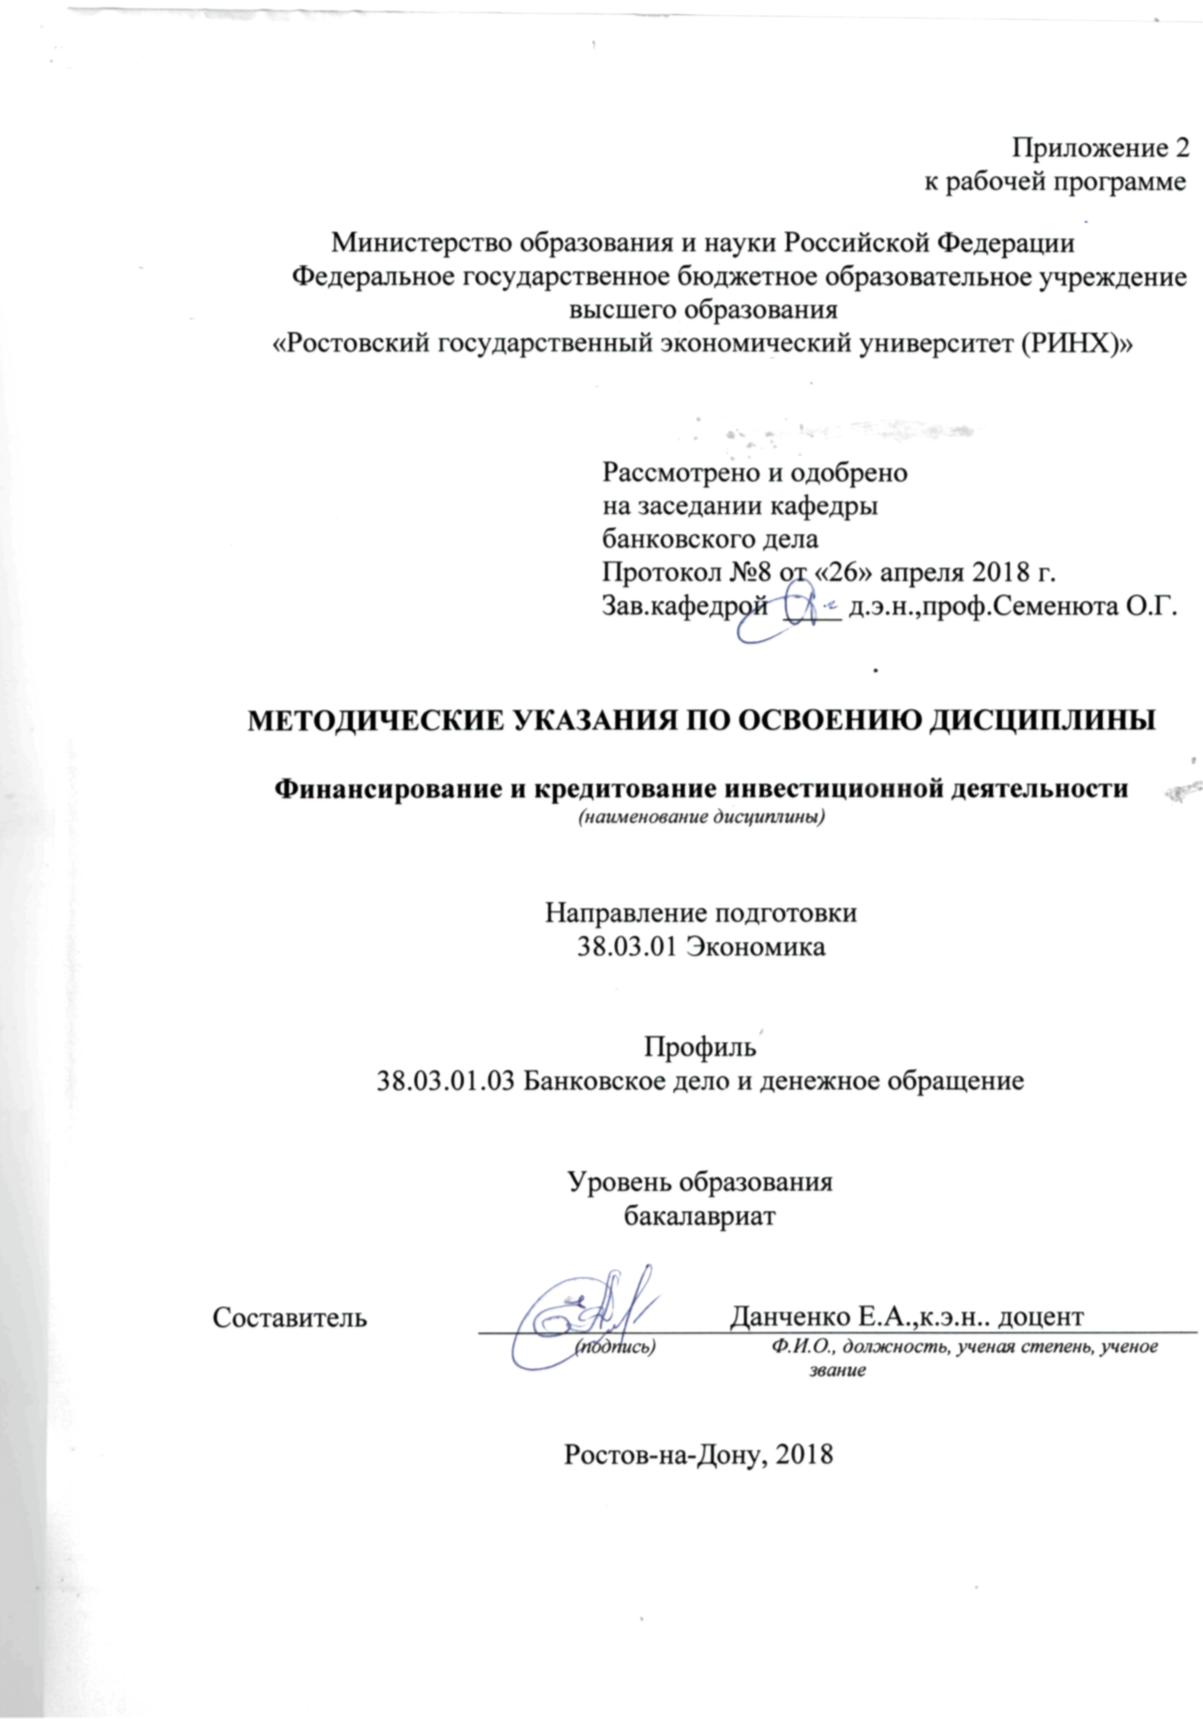 Приложение 2
к рабочей программе
Министерство образования и науки Российской Федерации
Федеральное государственное бюджетное образовательное учреждение
высшего образования
«Ростовский государственный экономический университет (РИНХ)»
Рассмотрено и одобрено
на заседании кафедры
банковского дела
Протокол №8 от «26» апреля 2018 г.
Зав.кафедрой _____ д.э.н.,проф.Семенюта О.Г.
МЕТОДИЧЕСКИЕ УКАЗАНИЯ ПО ОСВОЕНИЮ ДИСЦИПЛИНЫ
Финансирование и кредитование инвестиционной деятельности
(наименование дисциплины)
Направление подготовки
38.03.01 Экономика
Профиль
38.03.01.03 Банковское дело и денежное обращение
Уровень образования
бакалавриат
Составитель Данченко Е.А.,к.э.н.. доцент
(подпись) Ф.И.О., должность, ученая степень, ученое
звание
Ростов-на-Дону, 2018